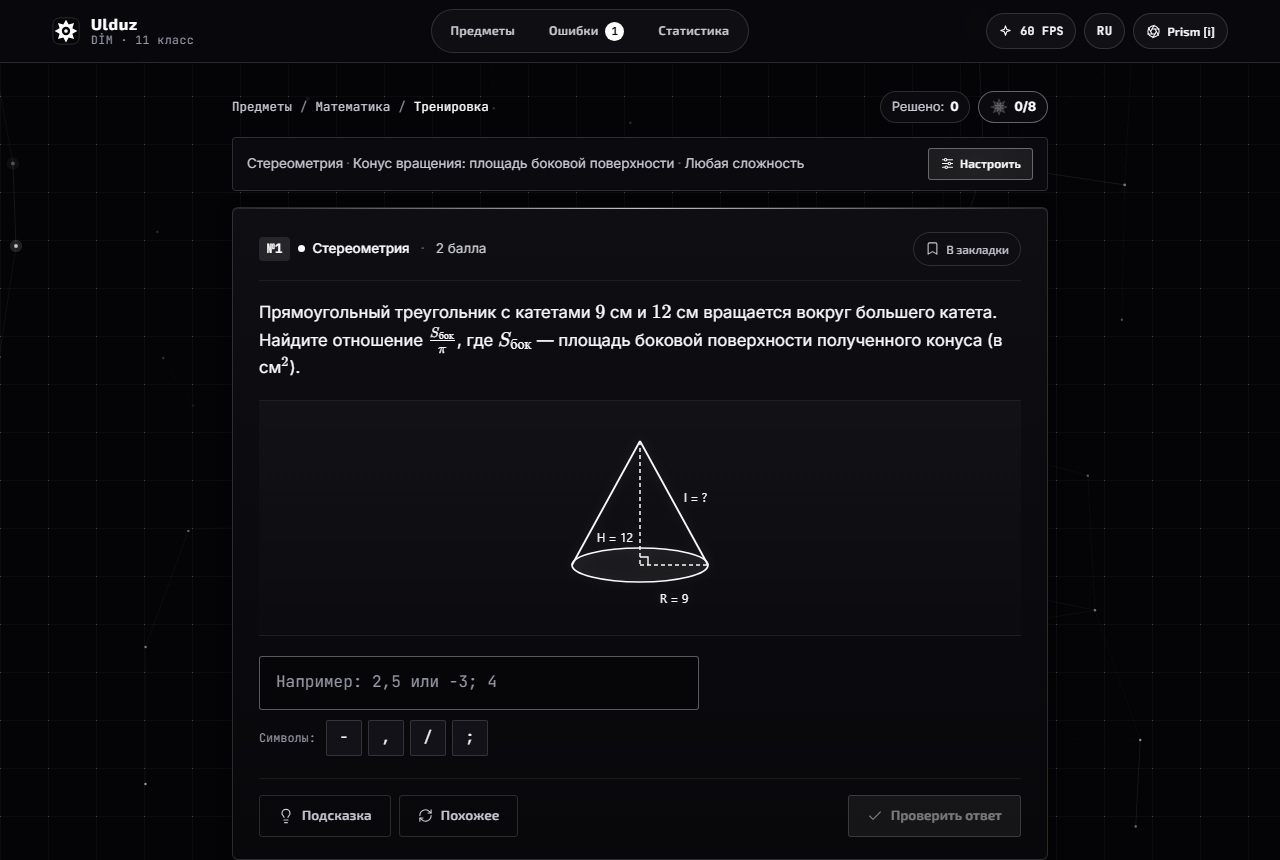 Ulduz
DİM · 11 класс
Предметы
Ошибки 1
Статистика
60 FPS
RU
Prism [i]
Предметы / Математика / Тренировка
Решено: 0
0/8
Стереометрия · Конус вращения: площадь боковой поверхности · Любая сложность
Настроить
№1 Стереометрия · 2 балла
В закладки
Прямоугольный треугольник с катетами 9 см и 12 см вращается вокруг большего катета.
Найдите отношение Sбок/π, где Sбок — площадь боковой поверхности полученного конуса (в
см²).
l = ?
H = 12
R = 9
Например: 2,5 или -3; 4
Символы: - , / ;
Подсказка
Похожее
Проверить ответ